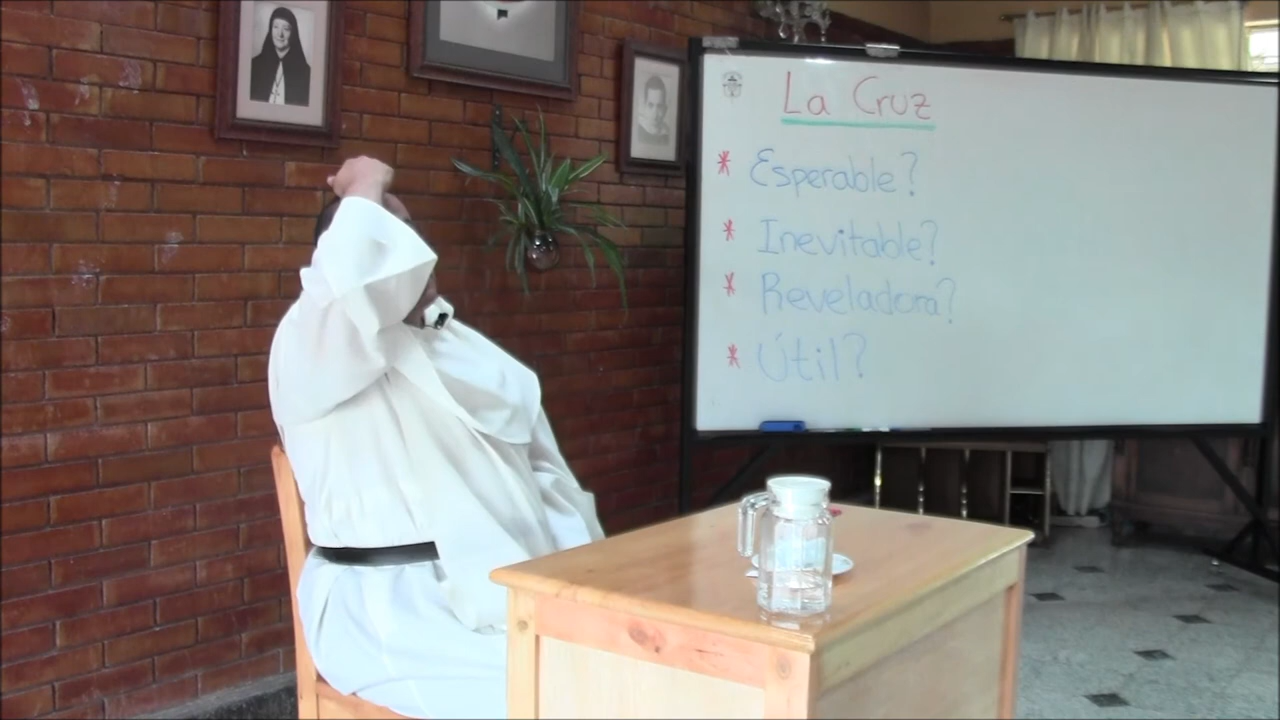 La Cruz
* Esperable?
* Inevitable?
* Reveladora?
* Útil?